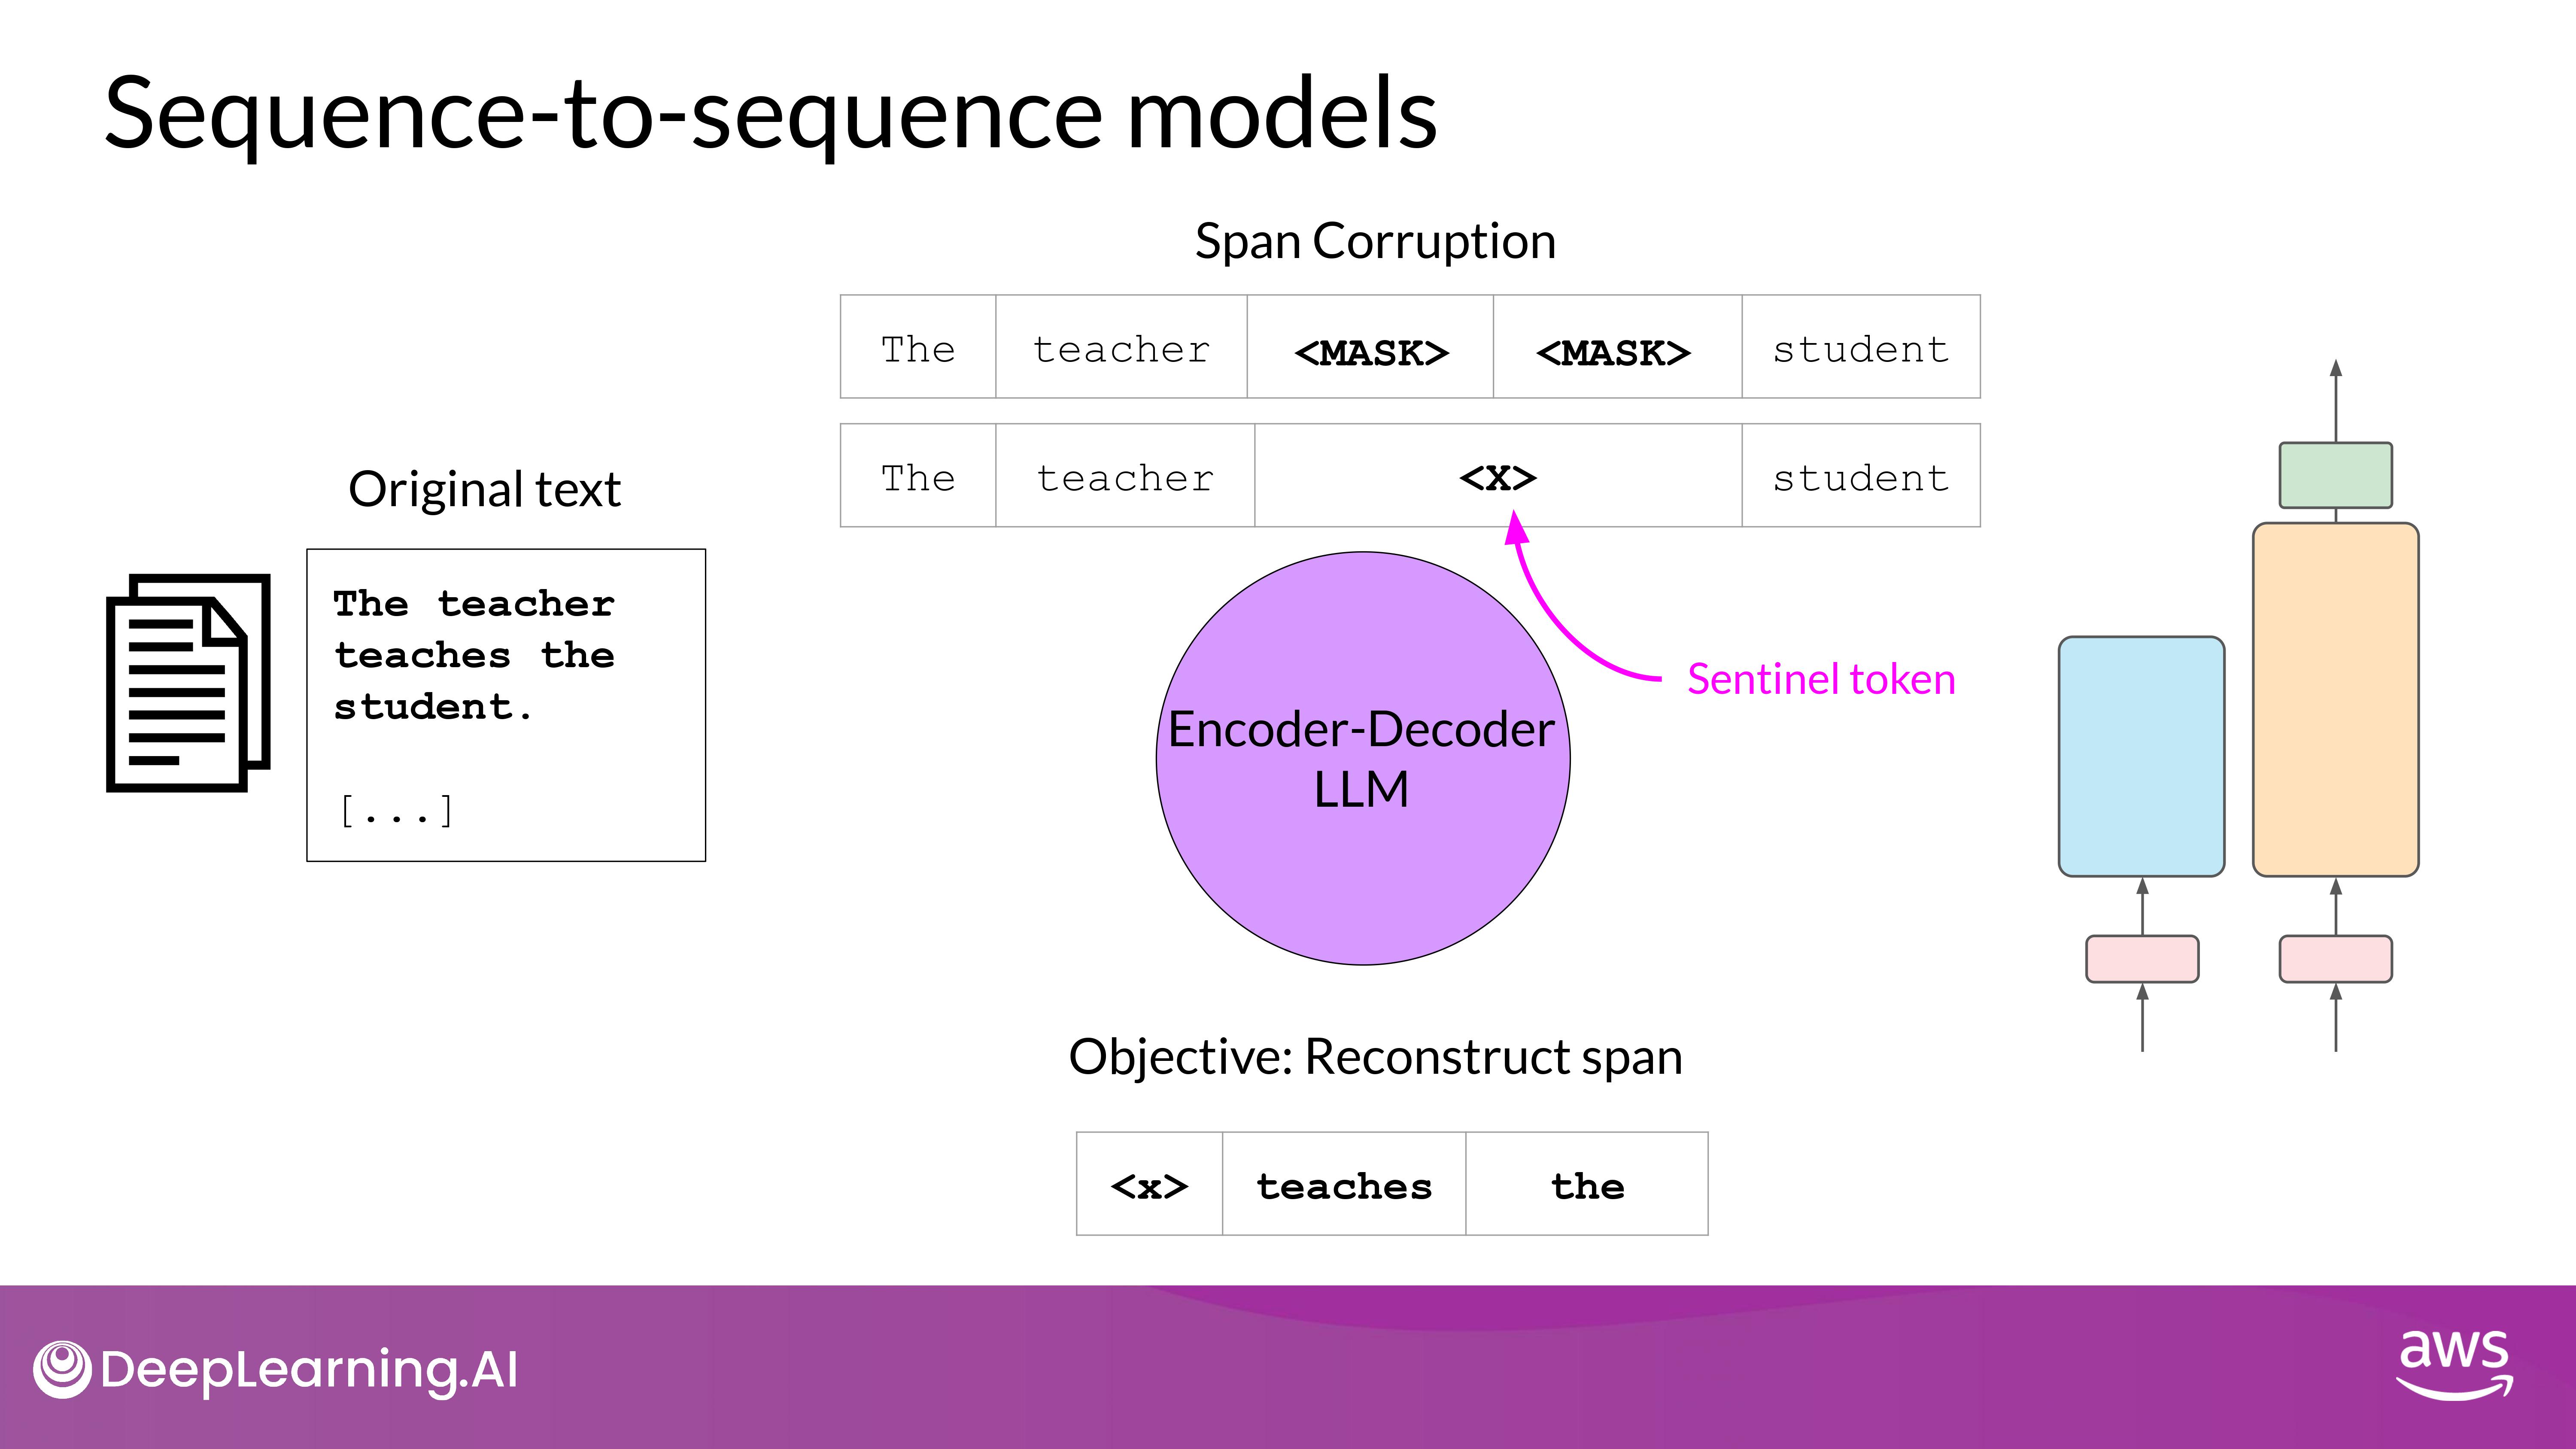 Sequence-to-sequence models
Span Corruption
The teacher <MASK> <MASK> student
The teacher <X> student
Original text
The teacher
teaches the
student.
[...]
Sentinel token
Encoder-Decoder
LLM
Objective: Reconstruct span
<x> teaches the
DeepLearning.AI
aws